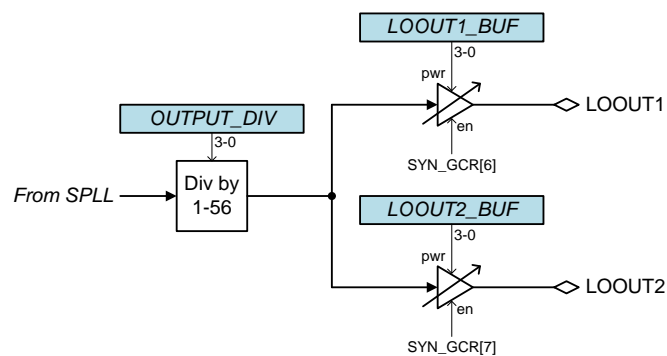 LOOUT1_BUF
3-0
pwr
LOOUT1
en
SYN_GCR[6]
OUTPUT_DIV
3-0
From SPLL
Div by
1-56
LOOUT2_BUF
3-0
pwr
LOOUT2
en
SYN_GCR[7]